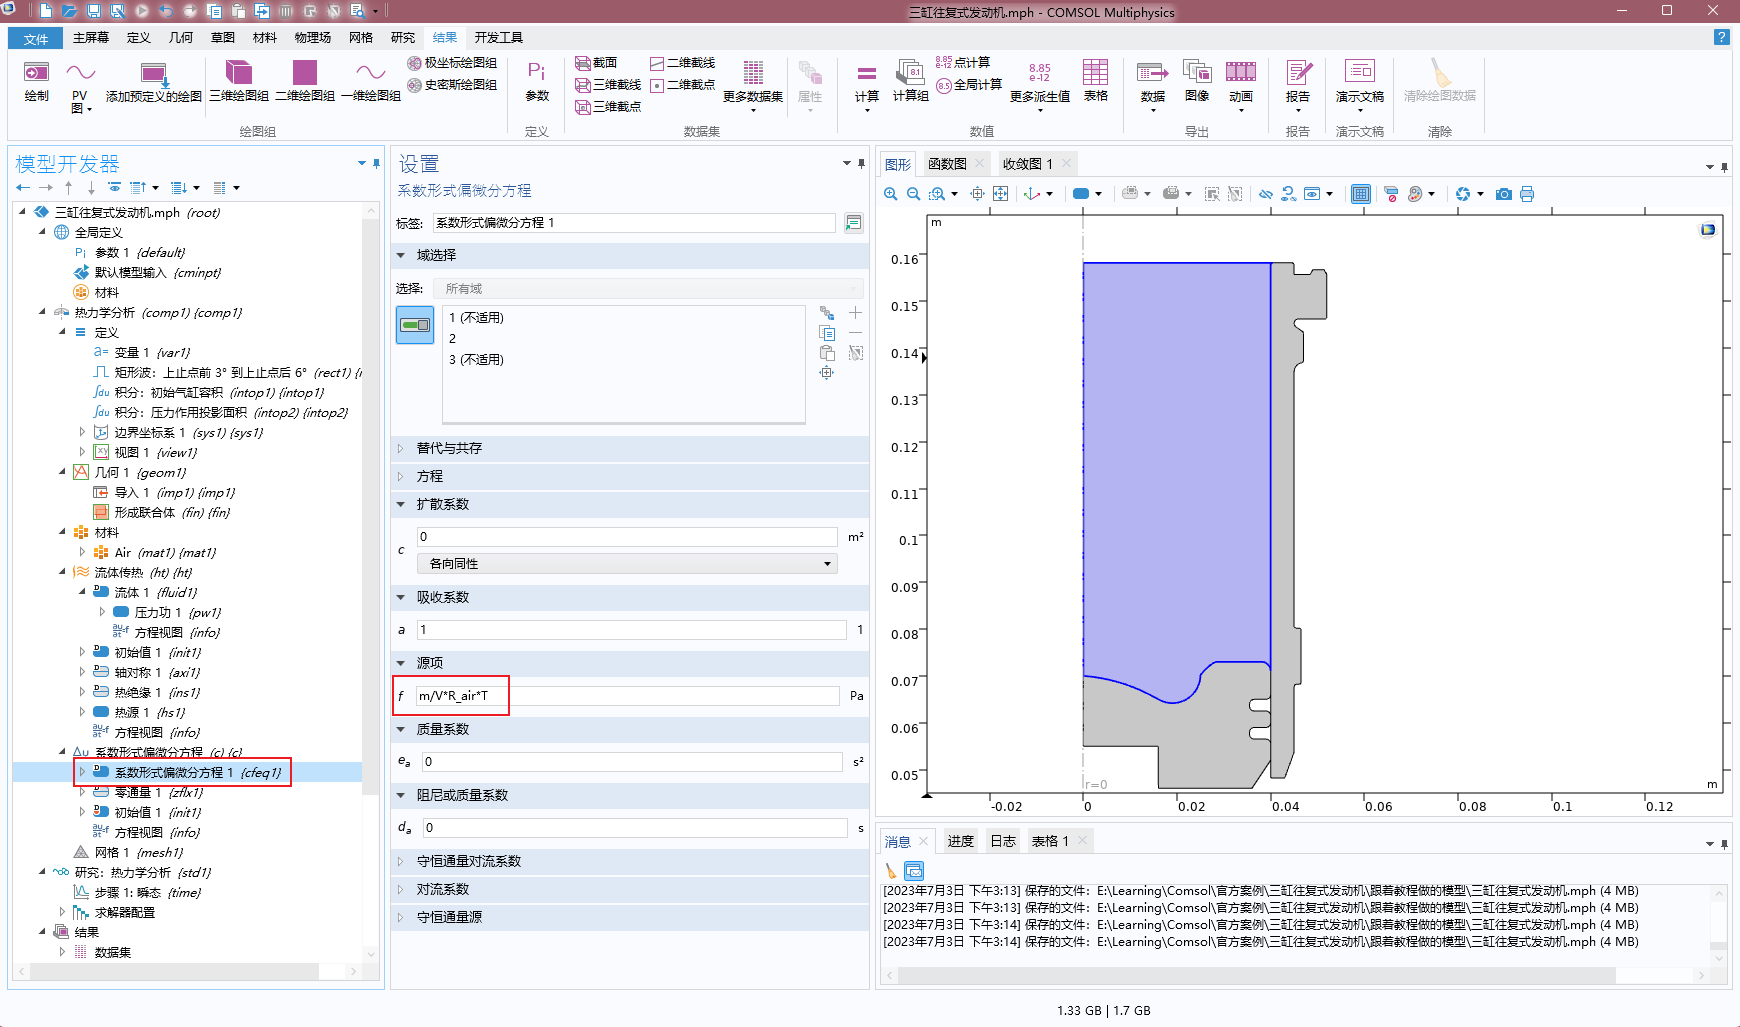 三缸往复式发动机.mph - COMSOL Multiphysics
文件 主屏幕 定义 几何 草图 材料 物理场 网格 研究 结果 开发工具
绘制
PV 图
添加预定义的绘图
三维绘图组
二维绘图组
一维绘图组
极坐标绘图组
史密斯绘图组
绘图组
Pi
参数
定义
截面
三维截线
三维截点
二维截线
二维截点
更多数据集
数据集
属性
计算
计算组
8.85 e-12 点计算
全局计算
8.85 e-12
更多派生值
表格
数值
数据
图像
动画
导出
报告
报告
演示文稿
演示文稿
清除绘图数据
清除
模型开发器
三缸往复式发动机.mph (root)
全局定义
Pi 参数 1 {default}
默认模型输入 {cminpt}
材料
热力学分析 (comp1) {comp1}
定义
a= 变量 1 {var1}
矩形波: 上止点前 3° 到上止点后 6° (rect1) {r
∫du 积分: 初始气缸容积 (intop1) {intop1}
∫du 积分: 压力作用投影面积 (intop2) {intop2}
边界坐标系 1 (sys1) {sys1}
视图 1 {view1}
几何 1 {geom1}
导入 1 (imp1) {imp1}
形成联合体 (fin) {fin}
材料
Air (mat1) {mat1}
流体传热 (ht) {ht}
流体 1 {fluid1}
压力功 1 {pw1}
方程视图 {info}
初始值 1 {init1}
轴对称 1 {axi1}
热绝缘 1 {ins1}
热源 1 {hs1}
方程视图 {info}
Δu 系数形式偏微分方程 (c) {c}
系数形式偏微分方程 1 {cfeq1}
零通量 1 {zflx1}
初始值 1 {init1}
方程视图 {info}
网格 1 {mesh1}
研究: 热力学分析 {std1}
步骤 1: 瞬态 {time}
求解器配置
结果
数据集
设置
系数形式偏微分方程
标签: 系数形式偏微分方程 1
域选择
选择: 所有域
1 (不适用)
2
3 (不适用)
替代与共存
方程
扩散系数
c 0 m²
各向同性
吸收系数
a 1 1
源项
f m/V*R_air*T Pa
质量系数
ea 0 s²
阻尼或质量系数
da 0 s
守恒通量对流系数
对流系数
守恒通量源
图形 函数图 收敛图 1
m
0.16
0.15
0.14
0.13
0.12
0.11
0.1
0.09
0.08
0.07
0.06
0.05
r=0
m
-0.02 0 0.02 0.04 0.06 0.08 0.1 0.12
消息 进度 日志 表格 1
[2023年7月3日 下午3:13] 保存的文件: E:\Learning\Comsol\官方案例\三缸往复式发动机\跟着教程做的模型\三缸往复式发动机.mph (4 MB)
[2023年7月3日 下午3:13] 保存的文件: E:\Learning\Comsol\官方案例\三缸往复式发动机\跟着教程做的模型\三缸往复式发动机.mph (4 MB)
[2023年7月3日 下午3:14] 保存的文件: E:\Learning\Comsol\官方案例\三缸往复式发动机\跟着教程做的模型\三缸往复式发动机.mph (4 MB)
[2023年7月3日 下午3:14] 保存的文件: E:\Learning\Comsol\官方案例\三缸往复式发动机\跟着教程做的模型\三缸往复式发动机.mph (4 MB)
1.33 GB | 1.7 GB